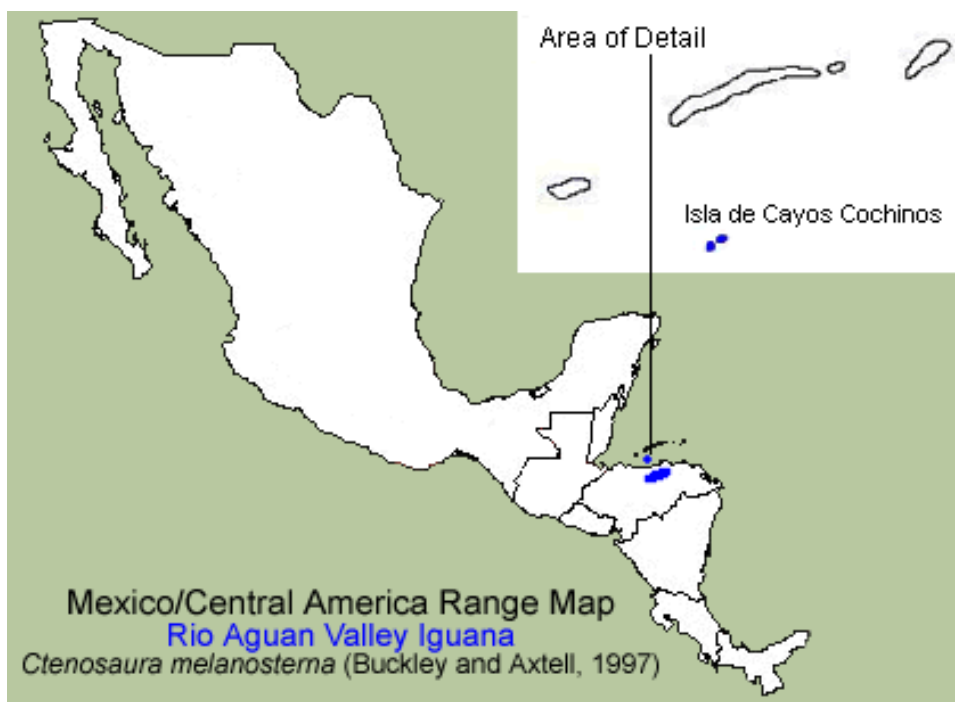 Area of Detail
Isla de Cayos Cochinos
Mexico/Central America Range Map
Rio Aguan Valley Iguana
Ctenosaura melanosterna (Buckley and Axtell, 1997)